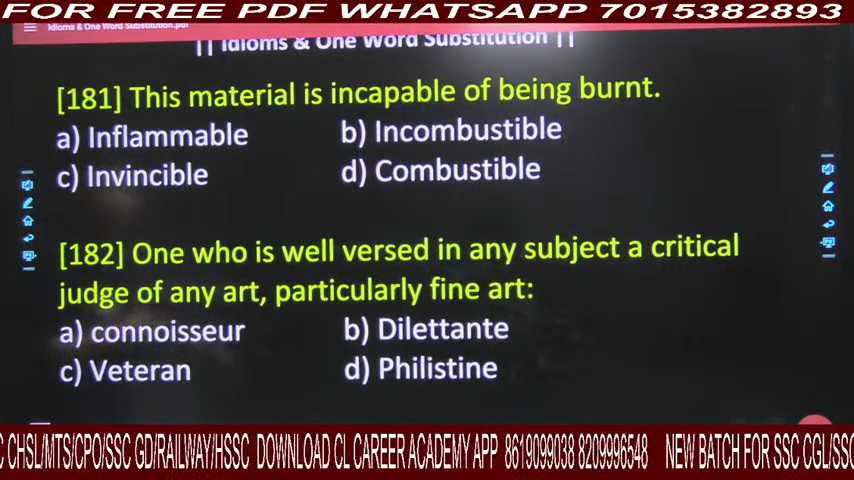 FOR FREE PDF WHATSAPP 7015382893
Idioms & One Word Substitution.pdf
|| Idioms & One Word Substitution ||
[181] This material is incapable of being burnt.
a) Inflammable b) Incombustible
c) Invincible d) Combustible
[182] One who is well versed in any subject a critical
judge of any art, particularly fine art:
a) connoisseur b) Dilettante
c) Veteran d) Philistine
C CHSL/MTS/CPO/SSC GD/RAILWAY/HSSC DOWNLOAD CL CAREER ACADEMY APP 8619099038 8209996548 NEW BATCH FOR SSC CGL/SSC